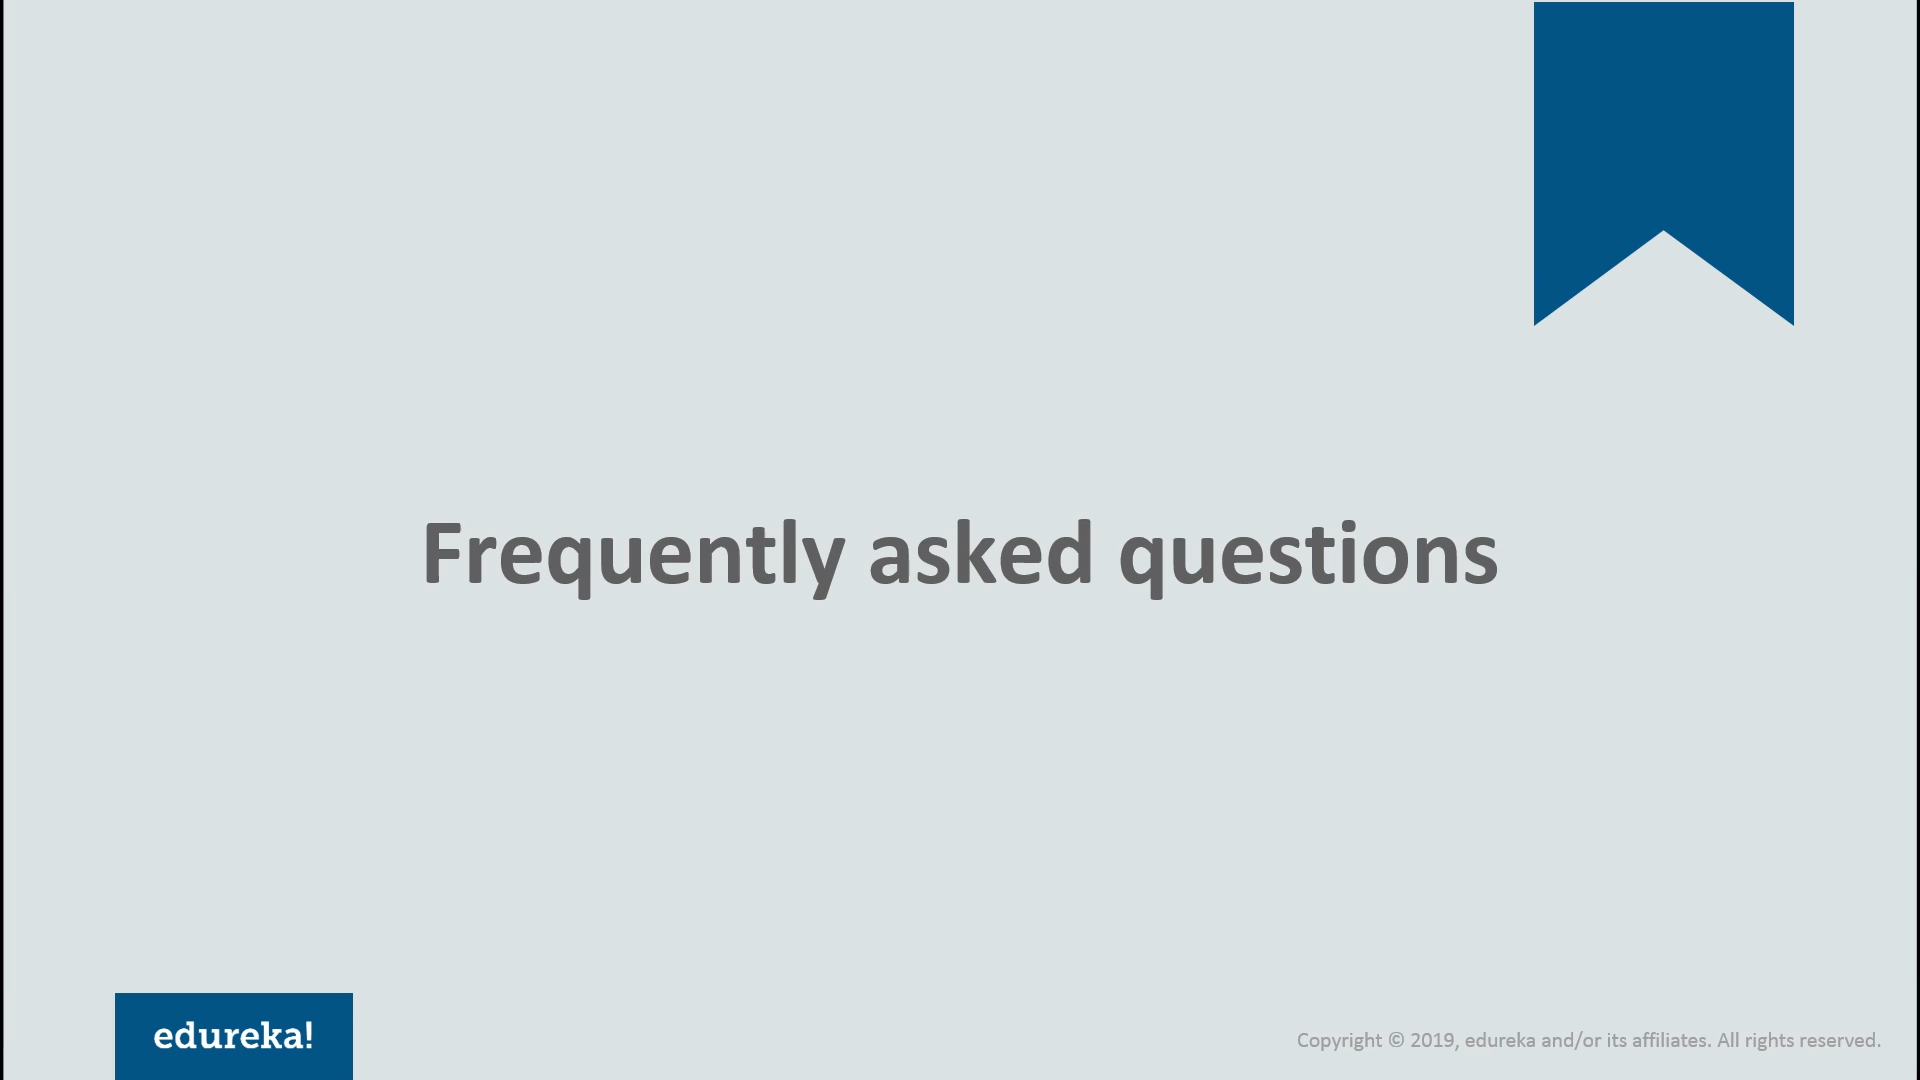 Frequently asked questions
edureka!
Copyright © 2019, edureka and/or its affiliates. All rights reserved.